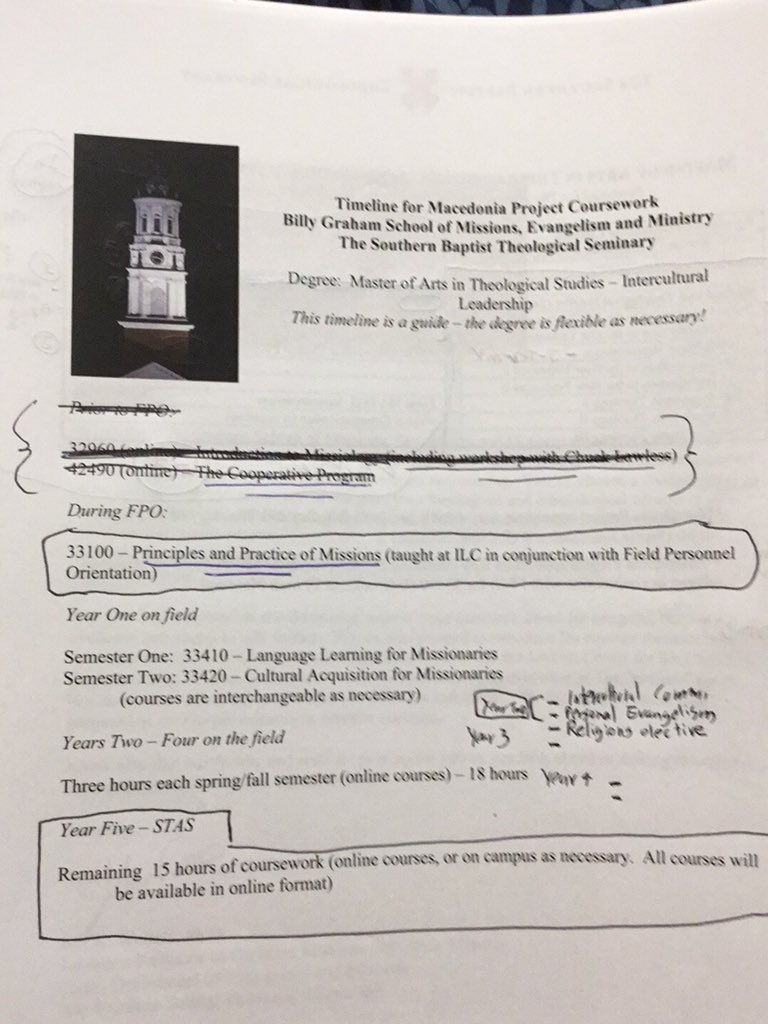 Timeline for Macedonia Project Coursework
Billy Graham School of Missions, Evangelism and Ministry
The Southern Baptist Theological Seminary
Degree: Master of Arts in Theological Studies – Intercultural
Leadership
This timeline is a guide – the degree is flexible as necessary!
Prior to FPO:
32960 (online) – Introduction to Missiology (including workshop with Chuck Lawless)
42490 (online) – The Cooperative Program
During FPO:
33100 – Principles and Practice of Missions (taught at ILC in conjunction with Field Personnel
Orientation)
Year One on field
Semester One: 33410 – Language Learning for Missionaries
Semester Two: 33420 – Cultural Acquisition for Missionaries
(courses are interchangeable as necessary)
Year Two
– Personal Evangelism
Years Two – Four on the field
Year 3 – Religions elective
Three hours each spring/fall semester (online courses) – 18 hours Year 4
Year Five – STAS
Remaining 15 hours of coursework (online courses, or on campus as necessary. All courses will
be available in online format)